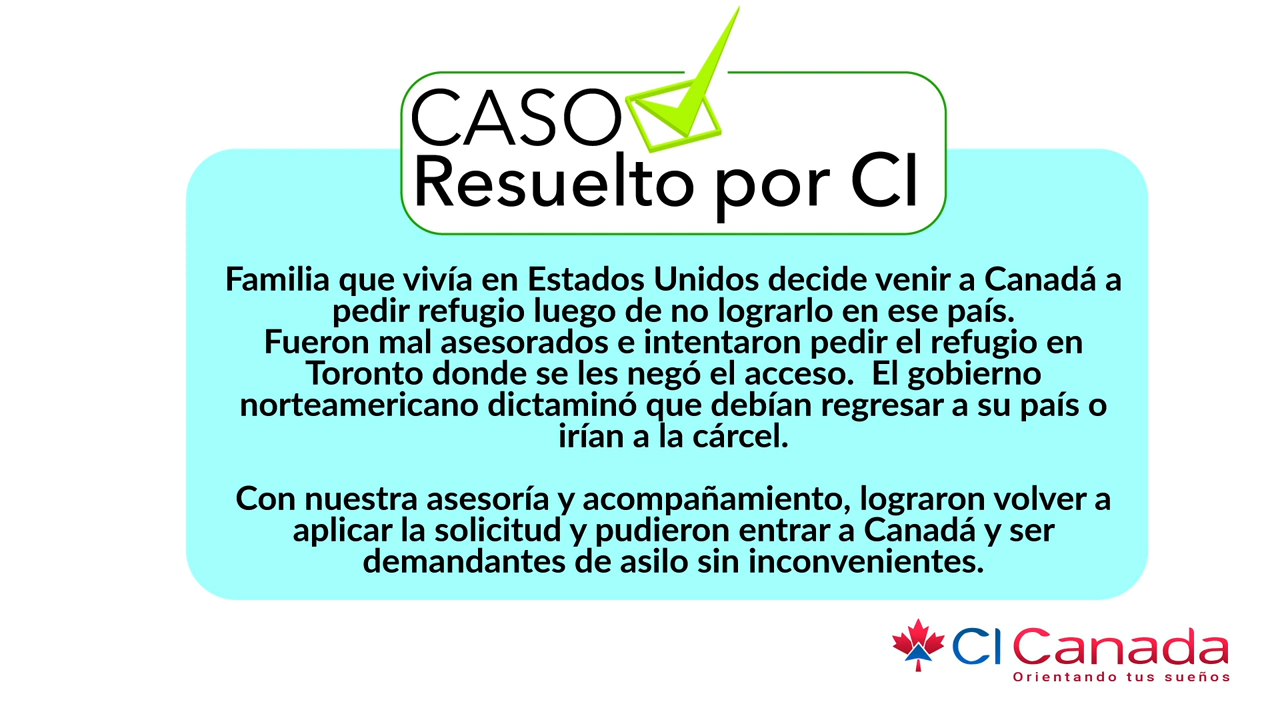 CASO
Resuelto por CI
Familia que vivía en Estados Unidos decide venir a Canadá a
pedir refugio luego de no lograrlo en ese país.
Fueron mal asesorados e intentaron pedir el refugio en
Toronto donde se les negó el acceso.  El gobierno
norteamericano dictaminó que debían regresar a su país o
irían a la cárcel.
Con nuestra asesoría y acompañamiento, lograron volver a
aplicar la solicitud y pudieron entrar a Canadá y ser
demandantes de asilo sin inconvenientes.
CI Canada
Orientando tus sueños